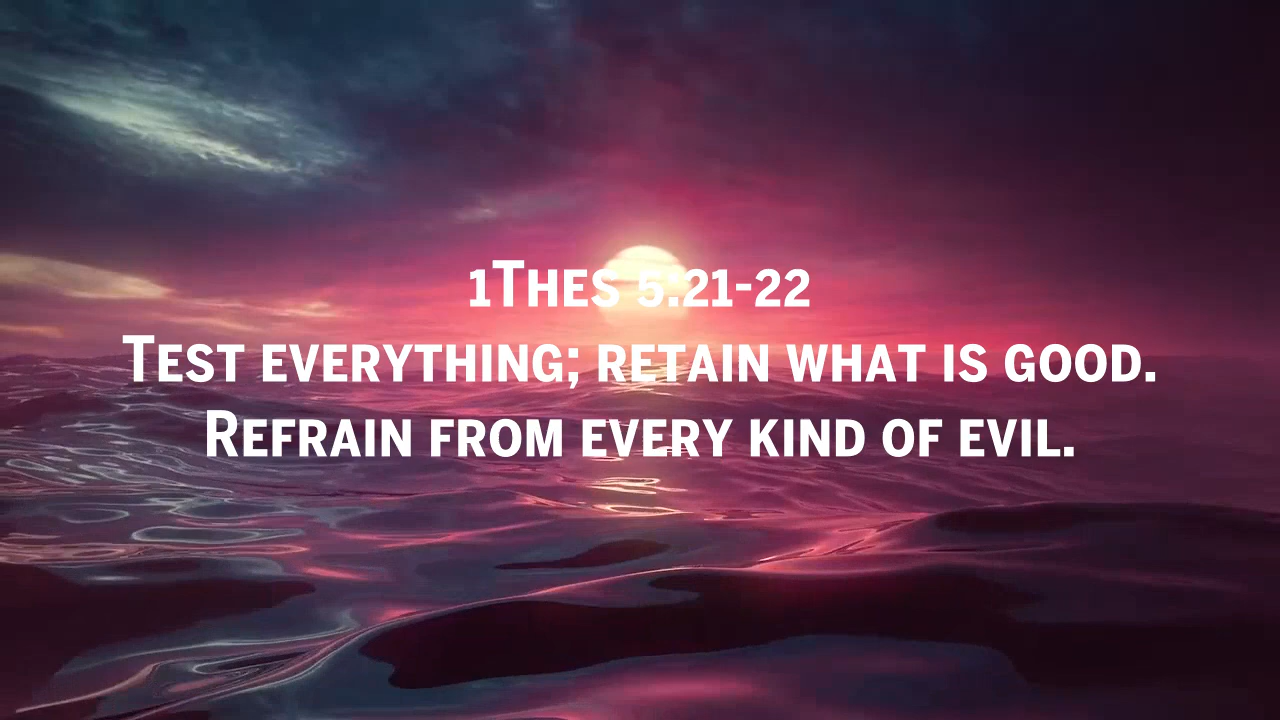 1Thes 5:21-22
Test everything; retain what is good.
Refrain from every kind of evil.